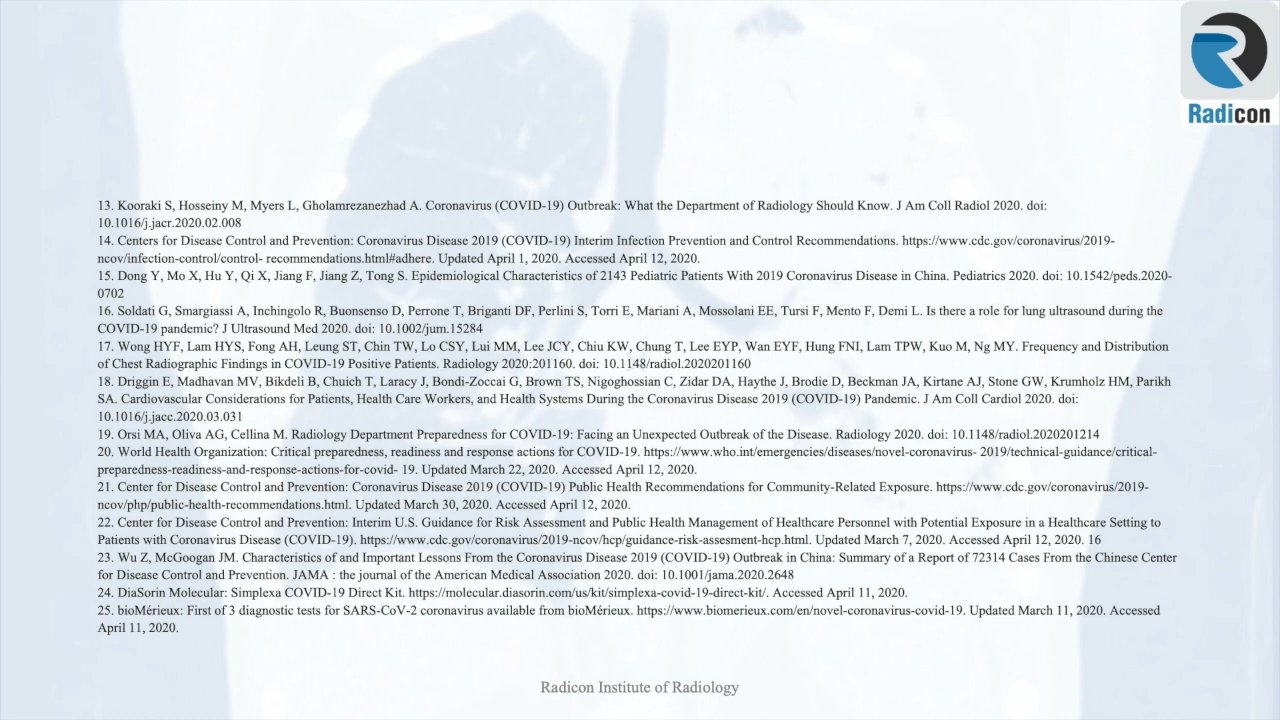 Radicon
13. Kooraki S, Hosseiny M, Myers L, Gholamrezanezhad A. Coronavirus (COVID-19) Outbreak: What the Department of Radiology Should Know. J Am Coll Radiol 2020. doi:
10.1016/j.jacr.2020.02.008
14. Centers for Disease Control and Prevention: Coronavirus Disease 2019 (COVID-19) Interim Infection Prevention and Control Recommendations. https://www.cdc.gov/coronavirus/2019-
ncov/infection-control/control- recommendations.html#adhere. Updated April 1, 2020. Accessed April 12, 2020.
15. Dong Y, Mo X, Hu Y, Qi X, Jiang F, Jiang Z, Tong S. Epidemiological Characteristics of 2143 Pediatric Patients With 2019 Coronavirus Disease in China. Pediatrics 2020. doi: 10.1542/peds.2020-
0702
16. Soldati G, Smargiassi A, Inchingolo R, Buonsenso D, Perrone T, Briganti DF, Perlini S, Torri E, Mariani A, Mossolani EE, Tursi F, Mento F, Demi L. Is there a role for lung ultrasound during the
COVID-19 pandemic? J Ultrasound Med 2020. doi: 10.1002/jum.15284
17. Wong HYF, Lam HYS, Fong AH, Leung ST, Chin TW, Lo CSY, Lui MM, Lee JCY, Chiu KW, Chung T, Lee EYP, Wan EYF, Hung FNI, Lam TPW, Kuo M, Ng MY. Frequency and Distribution
of Chest Radiographic Findings in COVID-19 Positive Patients. Radiology 2020:201160. doi: 10.1148/radiol.2020201160
18. Driggin E, Madhavan MV, Bikdeli B, Chuich T, Laracy J, Bondi-Zoccai G, Brown TS, Nigoghossian C, Zidar DA, Haythe J, Brodie D, Beckman JA, Kirtane AJ, Stone GW, Krumholz HM, Parikh
SA. Cardiovascular Considerations for Patients, Health Care Workers, and Health Systems During the Coronavirus Disease 2019 (COVID-19) Pandemic. J Am Coll Cardiol 2020. doi:
10.1016/j.jacc.2020.03.031
19. Orsi MA, Oliva AG, Cellina M. Radiology Department Preparedness for COVID-19: Facing an Unexpected Outbreak of the Disease. Radiology 2020. doi: 10.1148/radiol.2020201214
20. World Health Organization: Critical preparedness, readiness and response actions for COVID-19. https://www.who.int/emergencies/diseases/novel-coronavirus- 2019/technical-guidance/critical-
preparedness-readiness-and-response-actions-for-covid- 19. Updated March 22, 2020. Accessed April 12, 2020.
21. Center for Disease Control and Prevention: Coronavirus Disease 2019 (COVID-19) Public Health Recommendations for Community-Related Exposure. https://www.cdc.gov/coronavirus/2019-
ncov/php/public-health-recommendations.html. Updated March 30, 2020. Accessed April 12, 2020.
22. Center for Disease Control and Prevention: Interim U.S. Guidance for Risk Assessment and Public Health Management of Healthcare Personnel with Potential Exposure in a Healthcare Setting to
Patients with Coronavirus Disease (COVID-19). https://www.cdc.gov/coronavirus/2019-ncov/hcp/guidance-risk-assesment-hcp.html. Updated March 7, 2020. Accessed April 12, 2020. 16
23. Wu Z, McGoogan JM. Characteristics of and Important Lessons From the Coronavirus Disease 2019 (COVID-19) Outbreak in China: Summary of a Report of 72314 Cases From the Chinese Center
for Disease Control and Prevention. JAMA : the journal of the American Medical Association 2020. doi: 10.1001/jama.2020.2648
24. DiaSorin Molecular: Simplexa COVID-19 Direct Kit. https://molecular.diasorin.com/us/kit/simplexa-covid-19-direct-kit/. Accessed April 11, 2020.
25. bioMérieux: First of 3 diagnostic tests for SARS-CoV-2 coronavirus available from bioMérieux. https://www.biomerieux.com/en/novel-coronavirus-covid-19. Updated March 11, 2020. Accessed
April 11, 2020.
Radicon Institute of Radiology